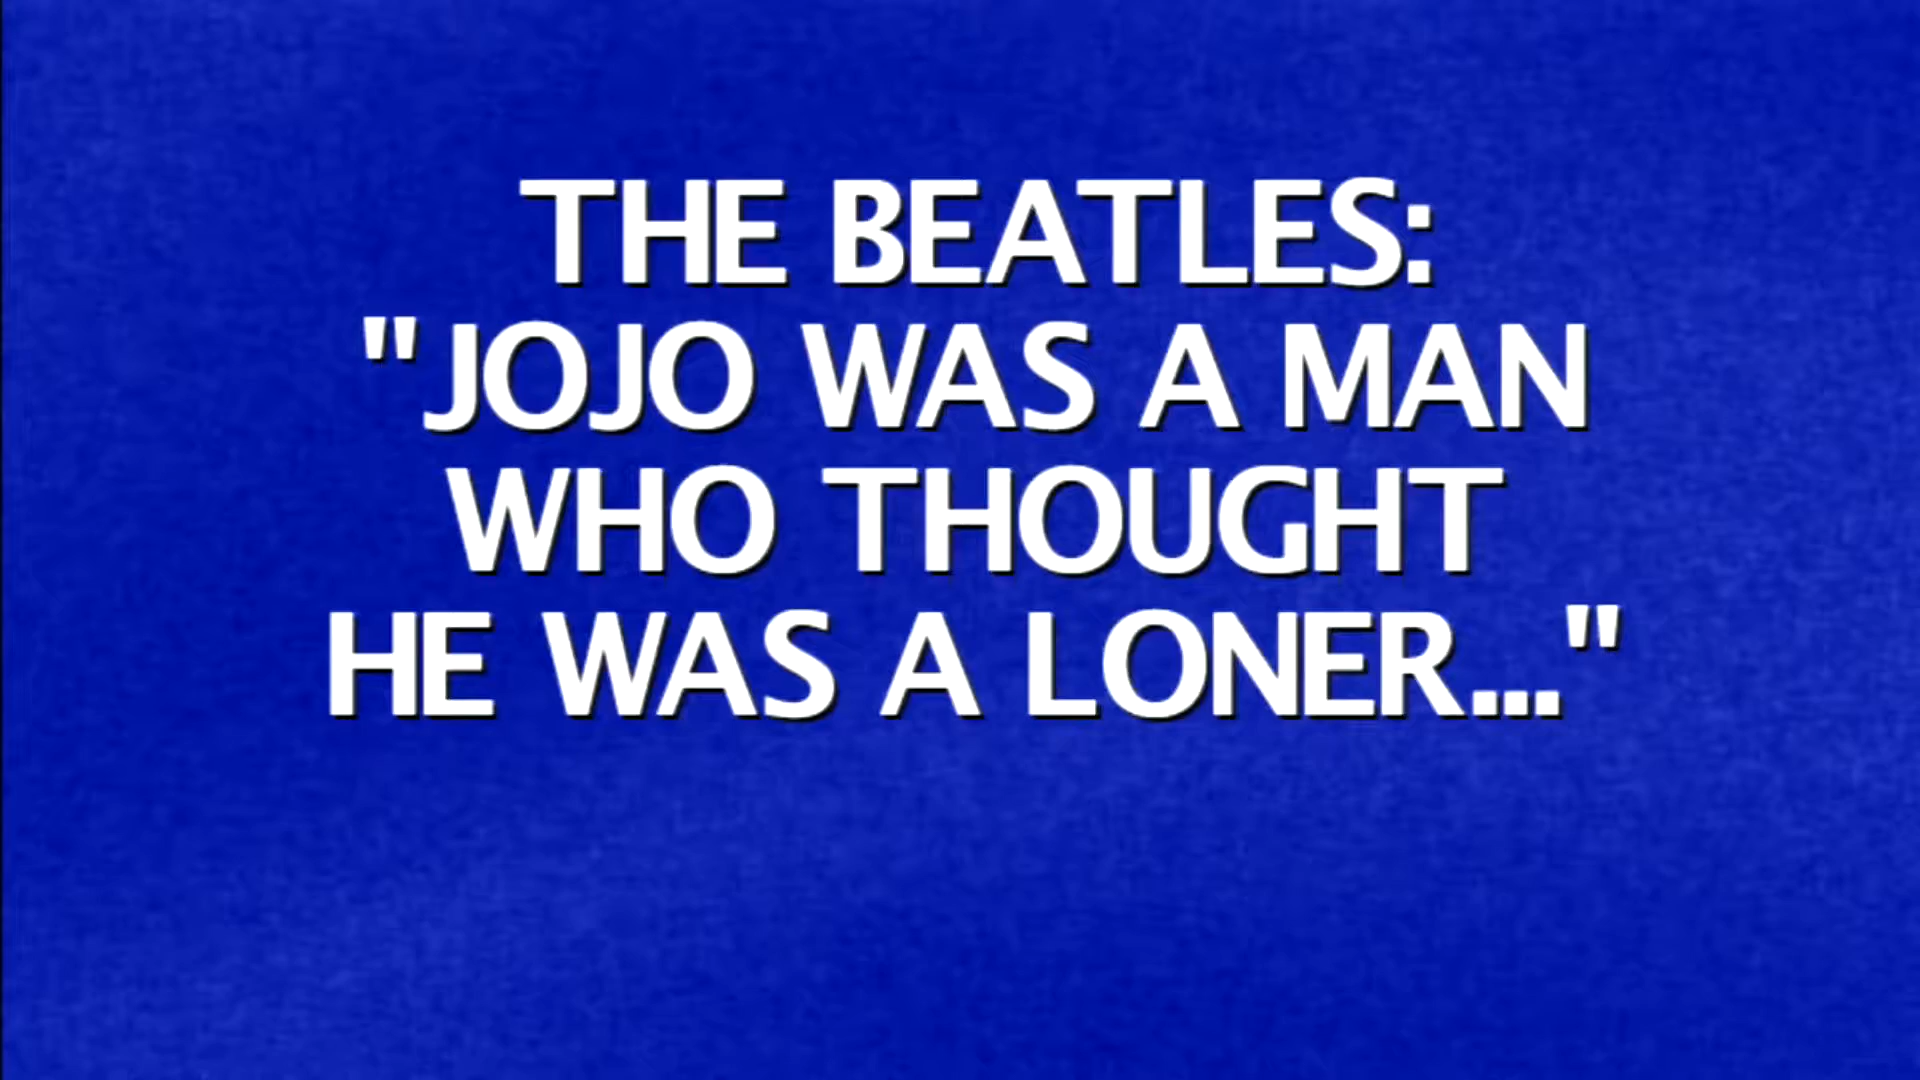 THE BEATLES:
"JOJO WAS A MAN
WHO THOUGHT
HE WAS A LONER..."